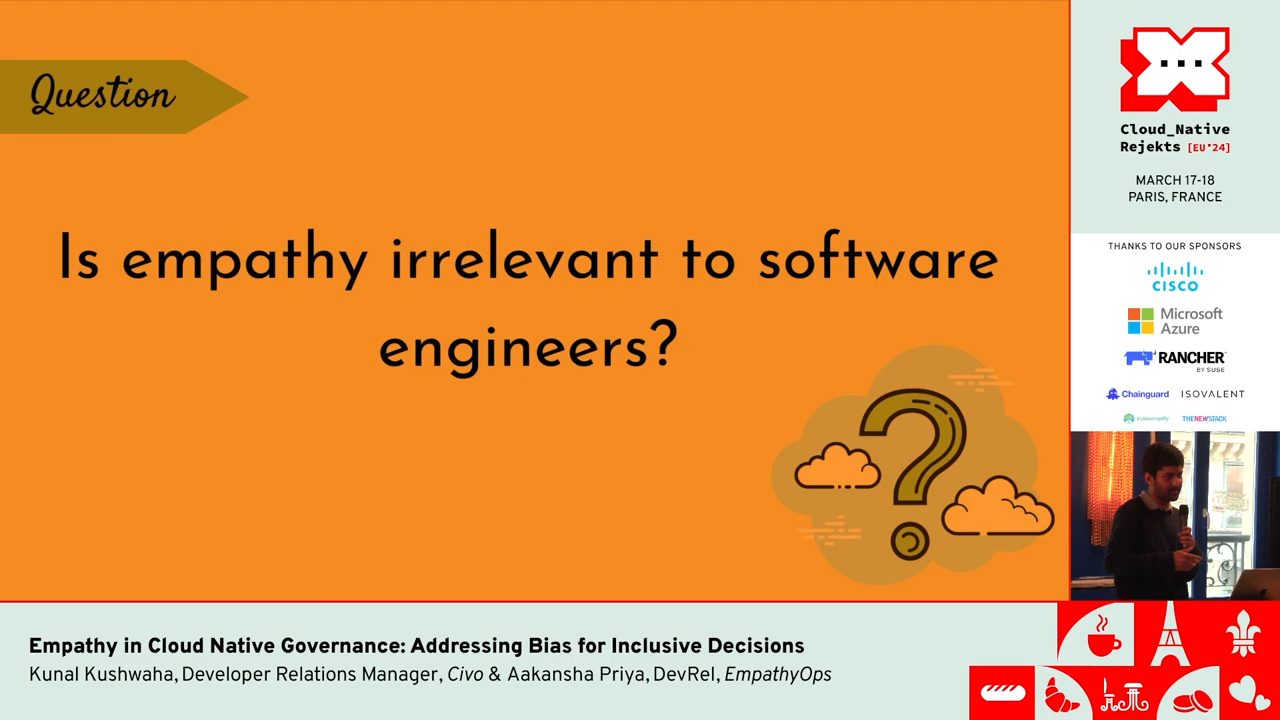 Question
Is empathy irrelevant to software
engineers?
Cloud_Native
Rejekts [EU'24]
MARCH 17-18
PARIS, FRANCE
THANKS TO OUR SPONSORS
CISCO
Microsoft
Azure
RANCHER
BY SUSE
Chainguard
ISOVALENT
Kubesimplify
THENEWSTACK
Empathy in Cloud Native Governance: Addressing Bias for Inclusive Decisions
Kunal Kushwaha, Developer Relations Manager, Civo & Aakansha Priya, DevRel, EmpathyOps